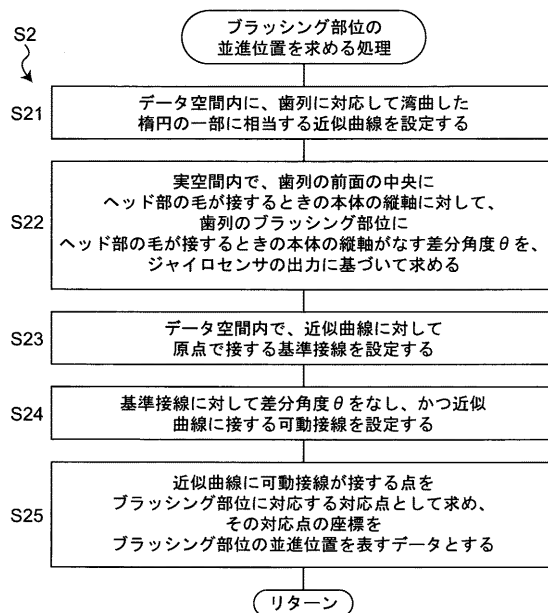 S2
ブラッシング部位の
並進位置を求める処理
S21
データ空間内に、歯列に対応して湾曲した
楕円の一部に相当する近似曲線を設定する
S22
実空間内で、歯列の前面の中央に
ヘッド部の毛が接するときの本体の縦軸に対して、
歯列のブラッシング部位に
ヘッド部の毛が接するときの本体の縦軸がなす差分角度θを、
ジャイロセンサの出力に基づいて求める
S23
データ空間内で、近似曲線に対して
原点で接する基準接線を設定する
S24
基準接線に対して差分角度θをなし、かつ近似
曲線に接する可動接線を設定する
S25
近似曲線に可動接線が接する点を
ブラッシング部位に対応する対応点として求め、
その対応点の座標を
ブラッシング部位の並進位置を表すデータとする
リターン